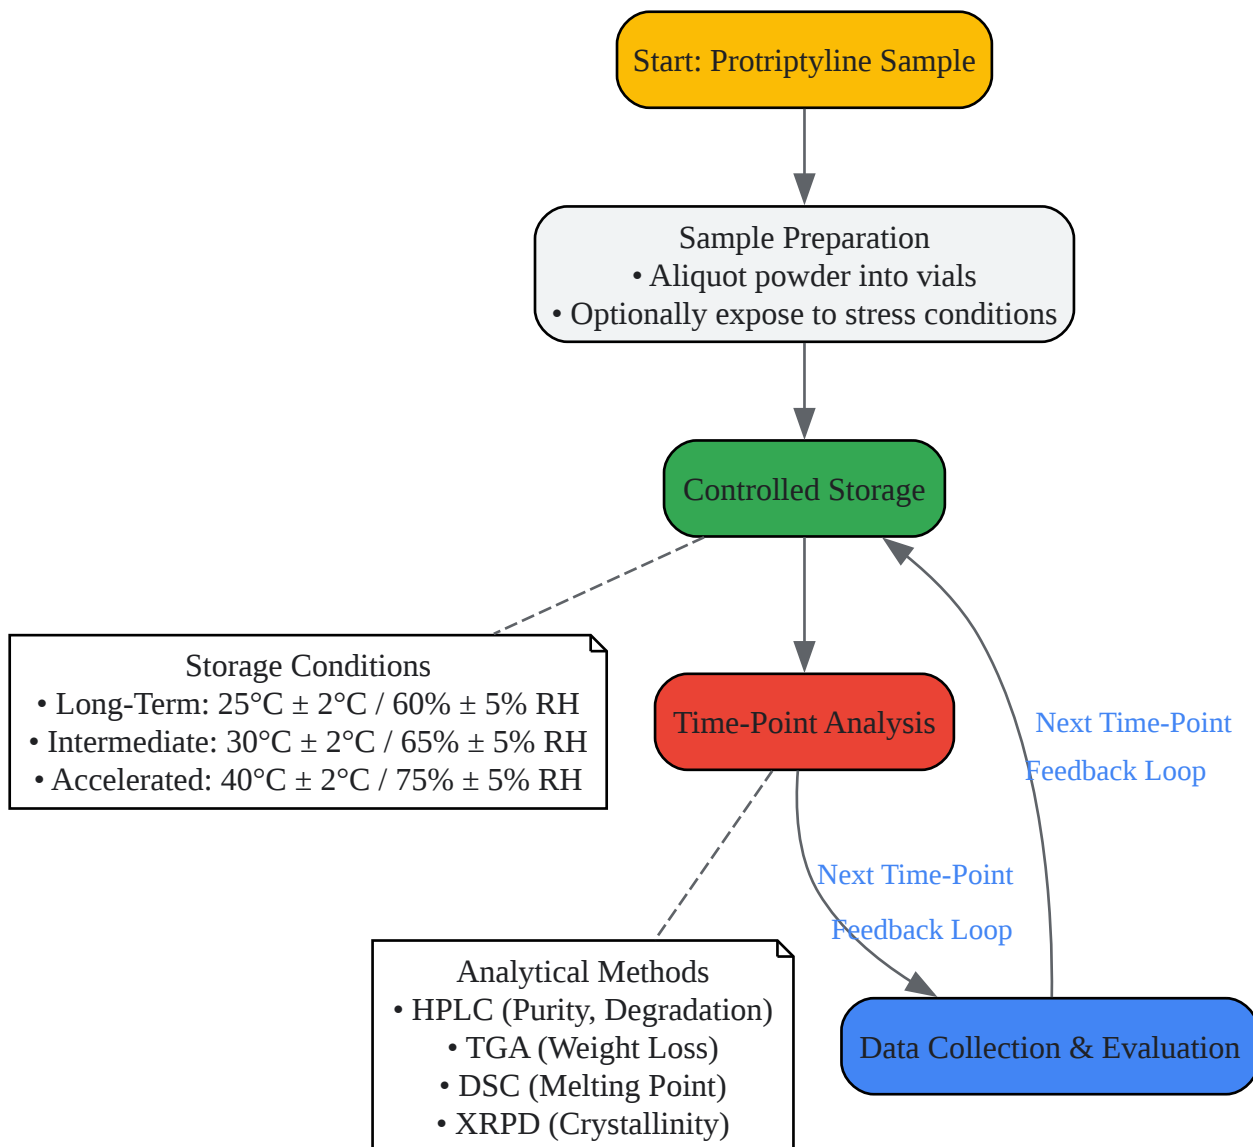 Start: Protriptyline Sample
Sample Preparation
• Aliquot powder into vials
• Optionally expose to stress conditions
Controlled Storage
Storage Conditions
• Long-Term: 25°C ± 2°C / 60% ± 5% RH
• Intermediate: 30°C ± 2°C / 65% ± 5% RH
• Accelerated: 40°C ± 2°C / 75% ± 5% RH
Time-Point Analysis
Next Time-Point
Feedback Loop
Next Time-Point
Feedback Loop
Analytical Methods
• HPLC (Purity, Degradation)
• TGA (Weight Loss)
• DSC (Melting Point)
• XRPD (Crystallinity)
Data Collection & Evaluation